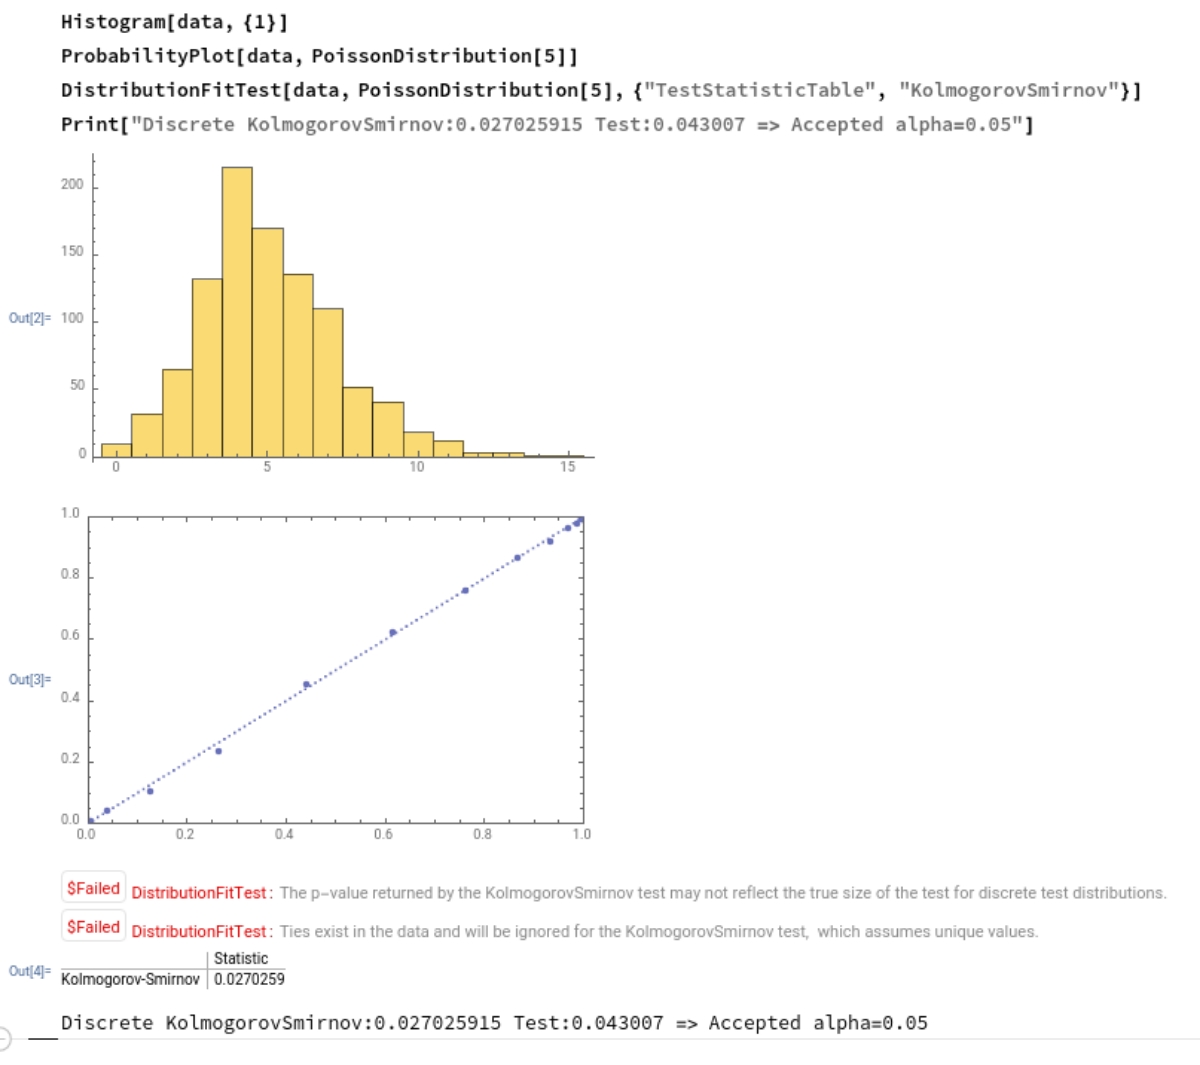 Histogram[data, {1}]
ProbabilityPlot[data, PoissonDistribution[5]]
DistributionFitTest[data, PoissonDistribution[5], {"TestStatisticTable", "KolmogorovSmirnov"}]
Print["Discrete KolmogorovSmirnov:0.027025915 Test:0.043007 => Accepted alpha=0.05"]
200
150
Out[2]= 100
50
0
0 5 10 15
1.0
0.8
0.6
Out[3]=
0.4
0.2
0.0
0.0 0.2 0.4 0.6 0.8 1.0
$Failed DistributionFitTest: The p-value returned by the KolmogorovSmirnov test may not reflect the true size of the test for discrete test distributions.
$Failed DistributionFitTest: Ties exist in the data and will be ignored for the KolmogorovSmirnov test, which assumes unique values.
Statistic
Out[4]= Kolmogorov-Smirnov 0.0270259
Discrete KolmogorovSmirnov:0.027025915 Test:0.043007 => Accepted alpha=0.05